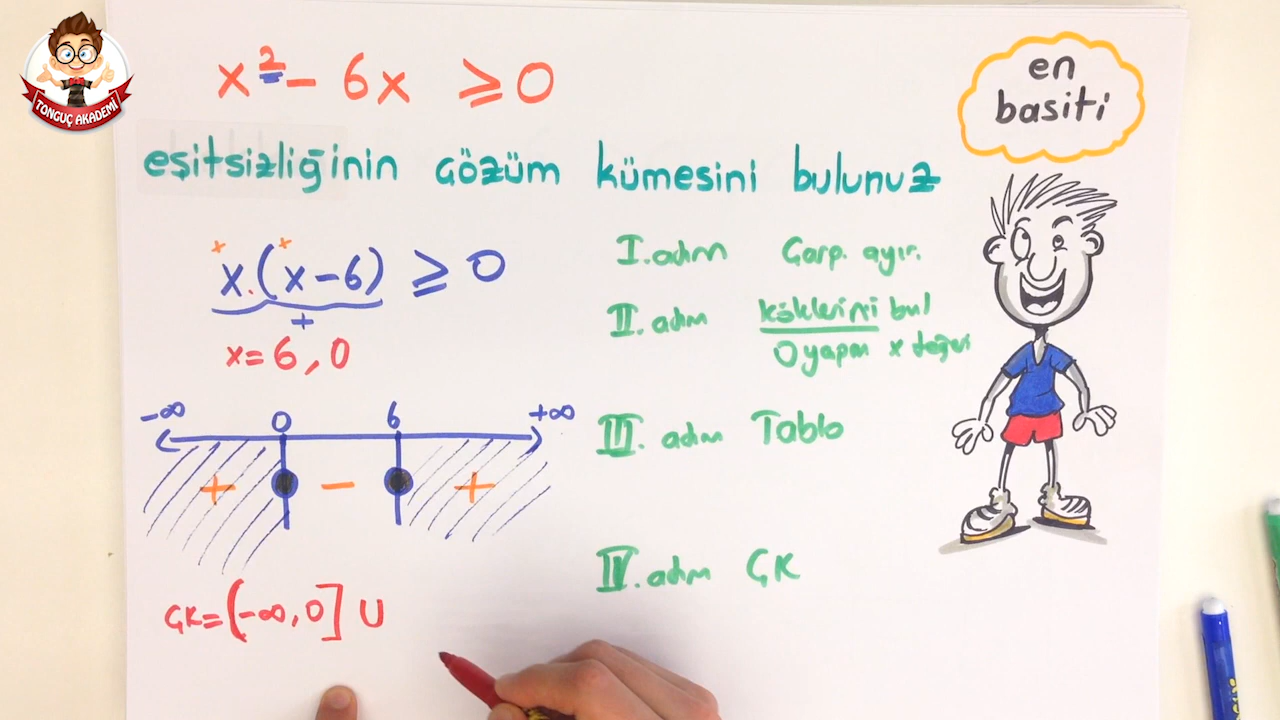 TONGUÇ AKADEMİ
x² - 6x ≥ 0
en
basiti
eşitsizliğinin çözüm kümesini bulunuz
+ +
x.(x-6) ≥ 0
+
x = 6, 0
I. adım Çarp. ayır.
II. adım köklerini bul
0 yapan x değeri
-∞ 0 6 +∞
+ - +
III. adım Tablo
IV. adım ÇK
ÇK = (-∞, 0] U